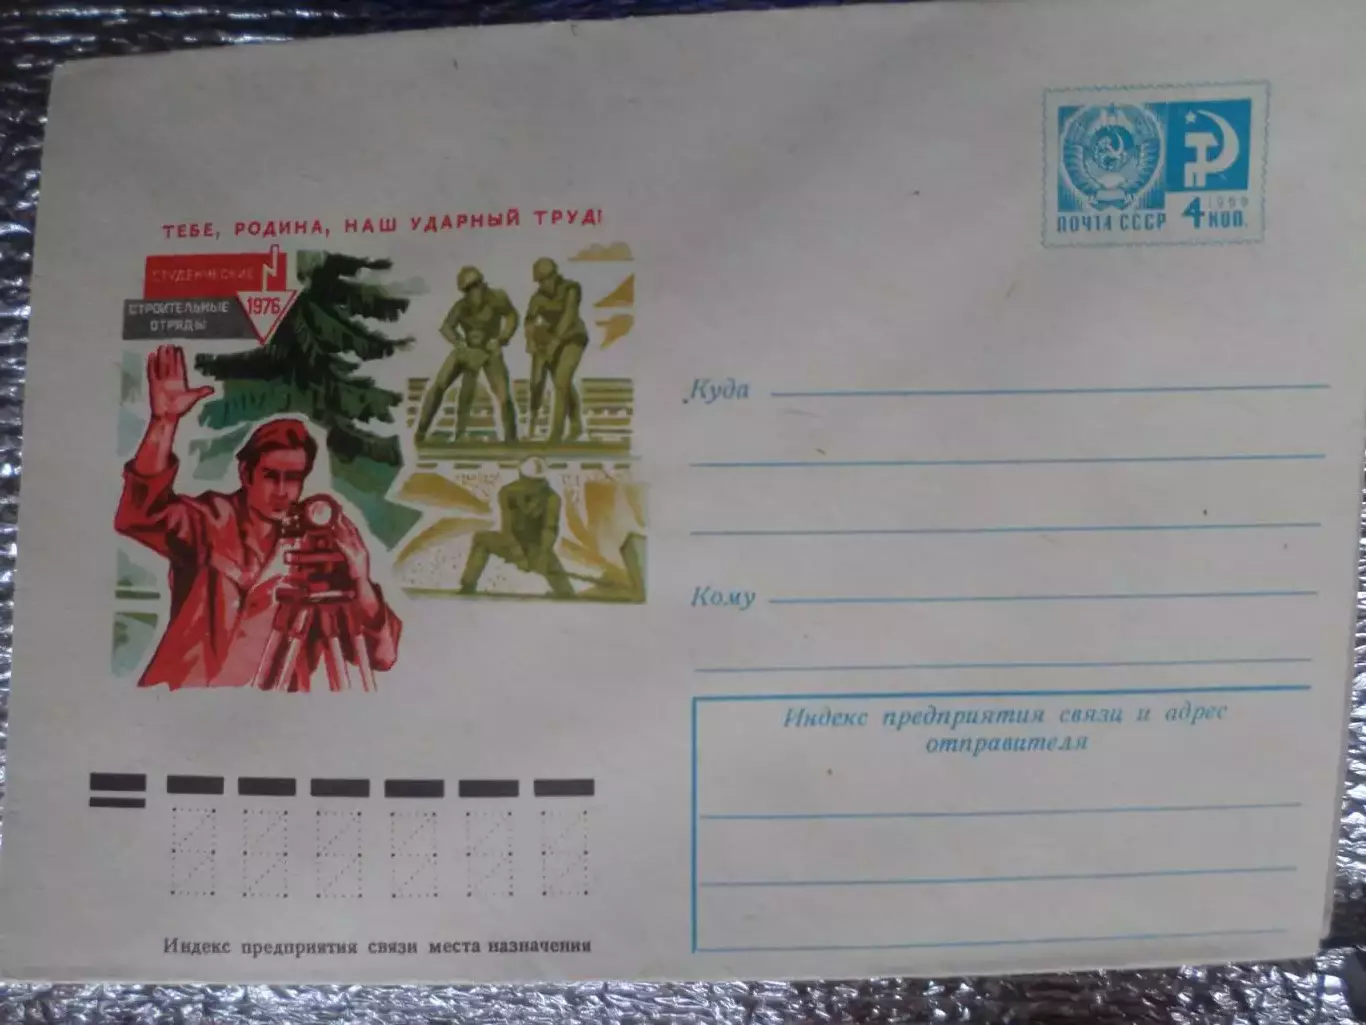 ТЕБЕ, РОДИНА, НАШ УДАРНЫЙ ТРУД!
СТУДЕНЧЕСКИЕ
СТРОИТЕЛЬНЫЕ
ОТРЯДЫ
1976
ПОЧТА СССР
4 КОП.
1969
Куда
Кому
Индекс предприятия связи и адрес
отправителя
Индекс предприятия связи места назначения